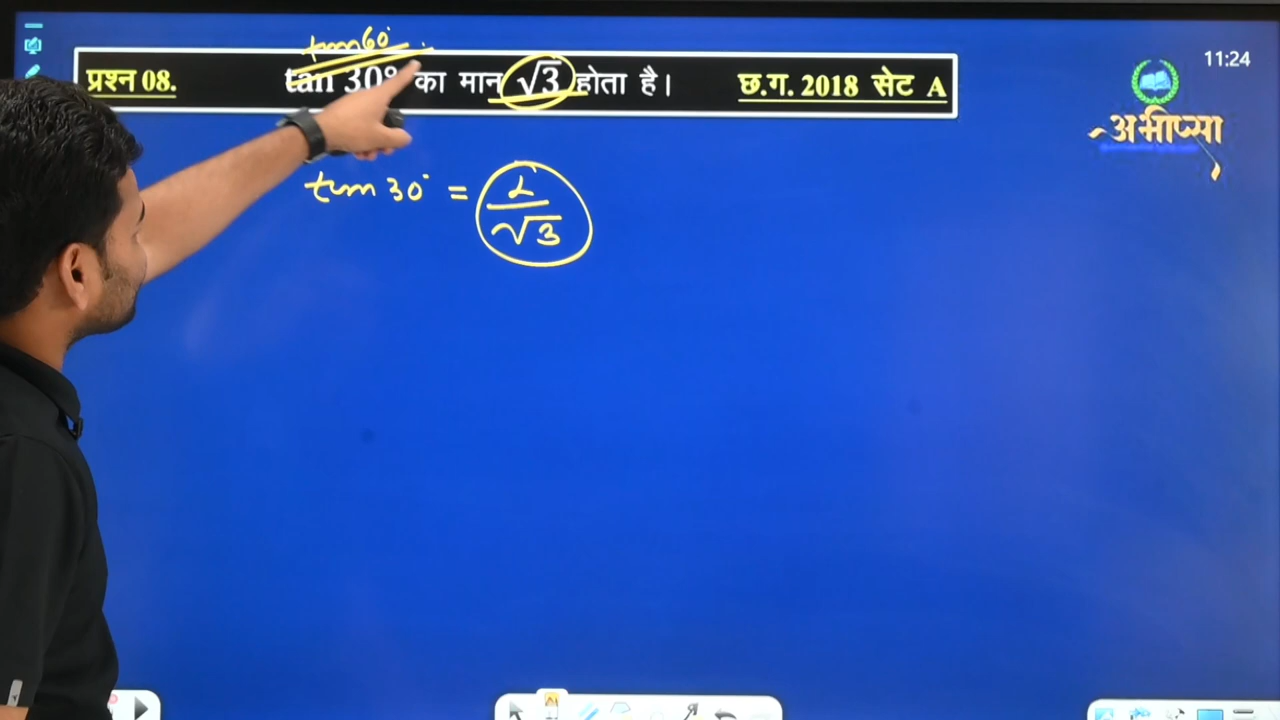 tan 60°
11:24
प्रश्न 08. tan 30° का मान √3 होता है। छ.ग. 2018 सेट A
अभीप्सा
tan 30° = 1/√3